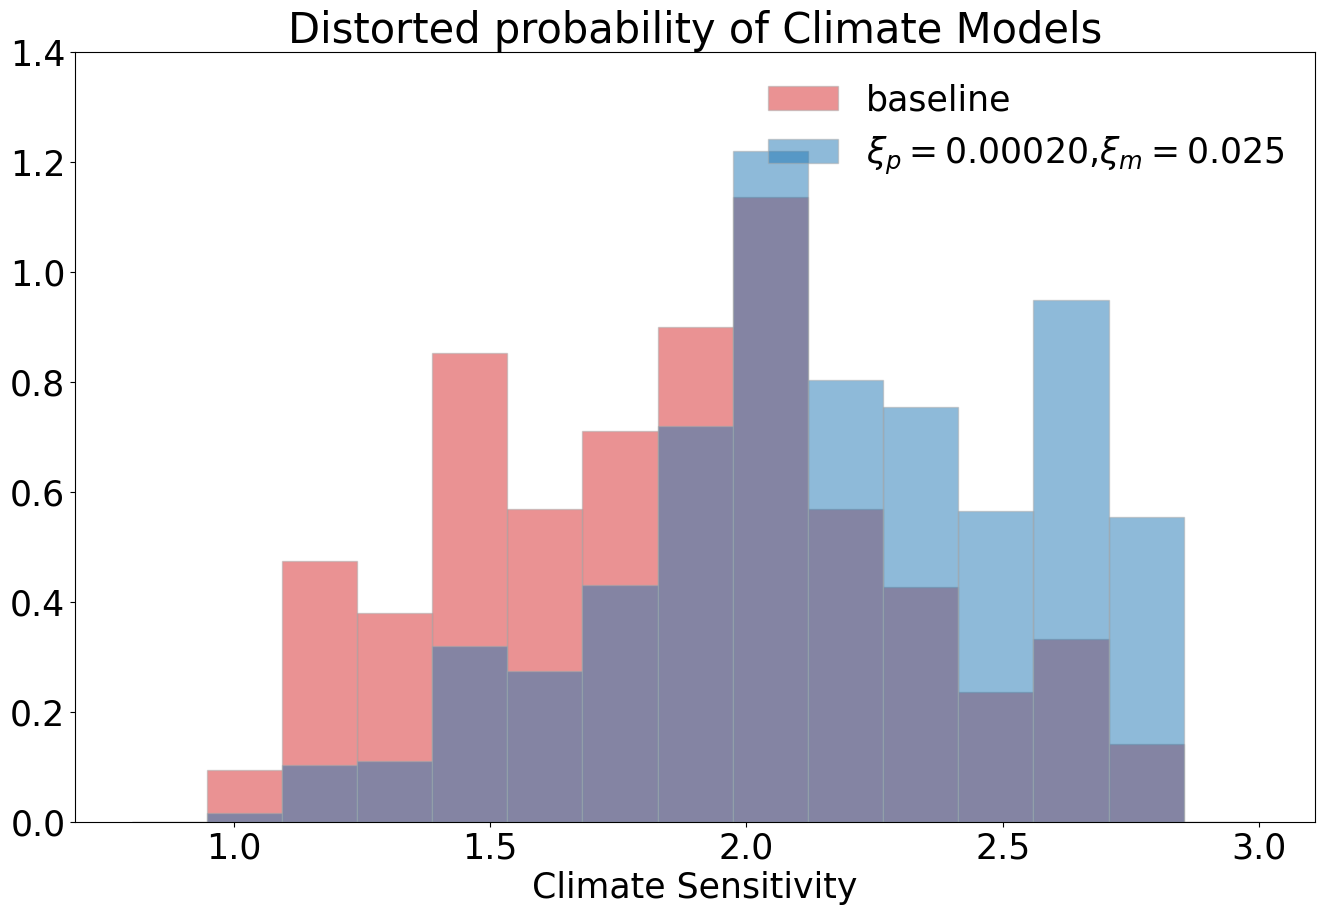 Distorted probability of Climate Models
1.4
1.2
1.0
0.8
0.6
0.4
0.2
0.0
baseline
ξₚ = 0.00020,ξₘ = 0.025
1.0 1.5 2.0 2.5 3.0
Climate Sensitivity